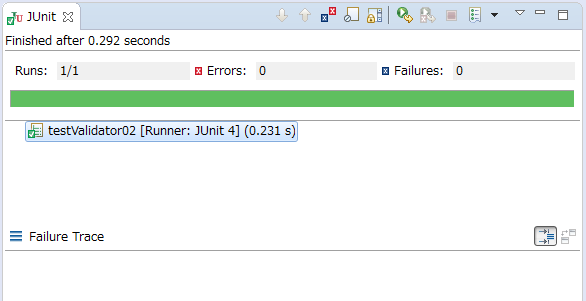 JUnit
Finished after 0.292 seconds
Runs: 1/1 Errors: 0 Failures: 0
testValidator02 [Runner: JUnit 4] (0.231 s)
Failure Trace